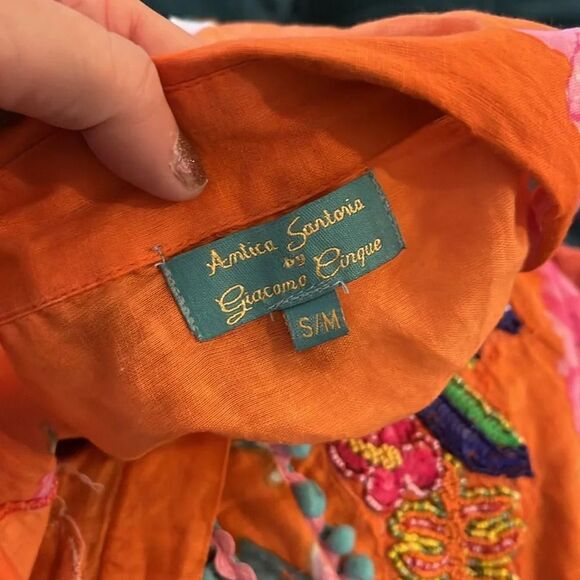 Antica Sartoria
by
Giacomo Cinque
S/M